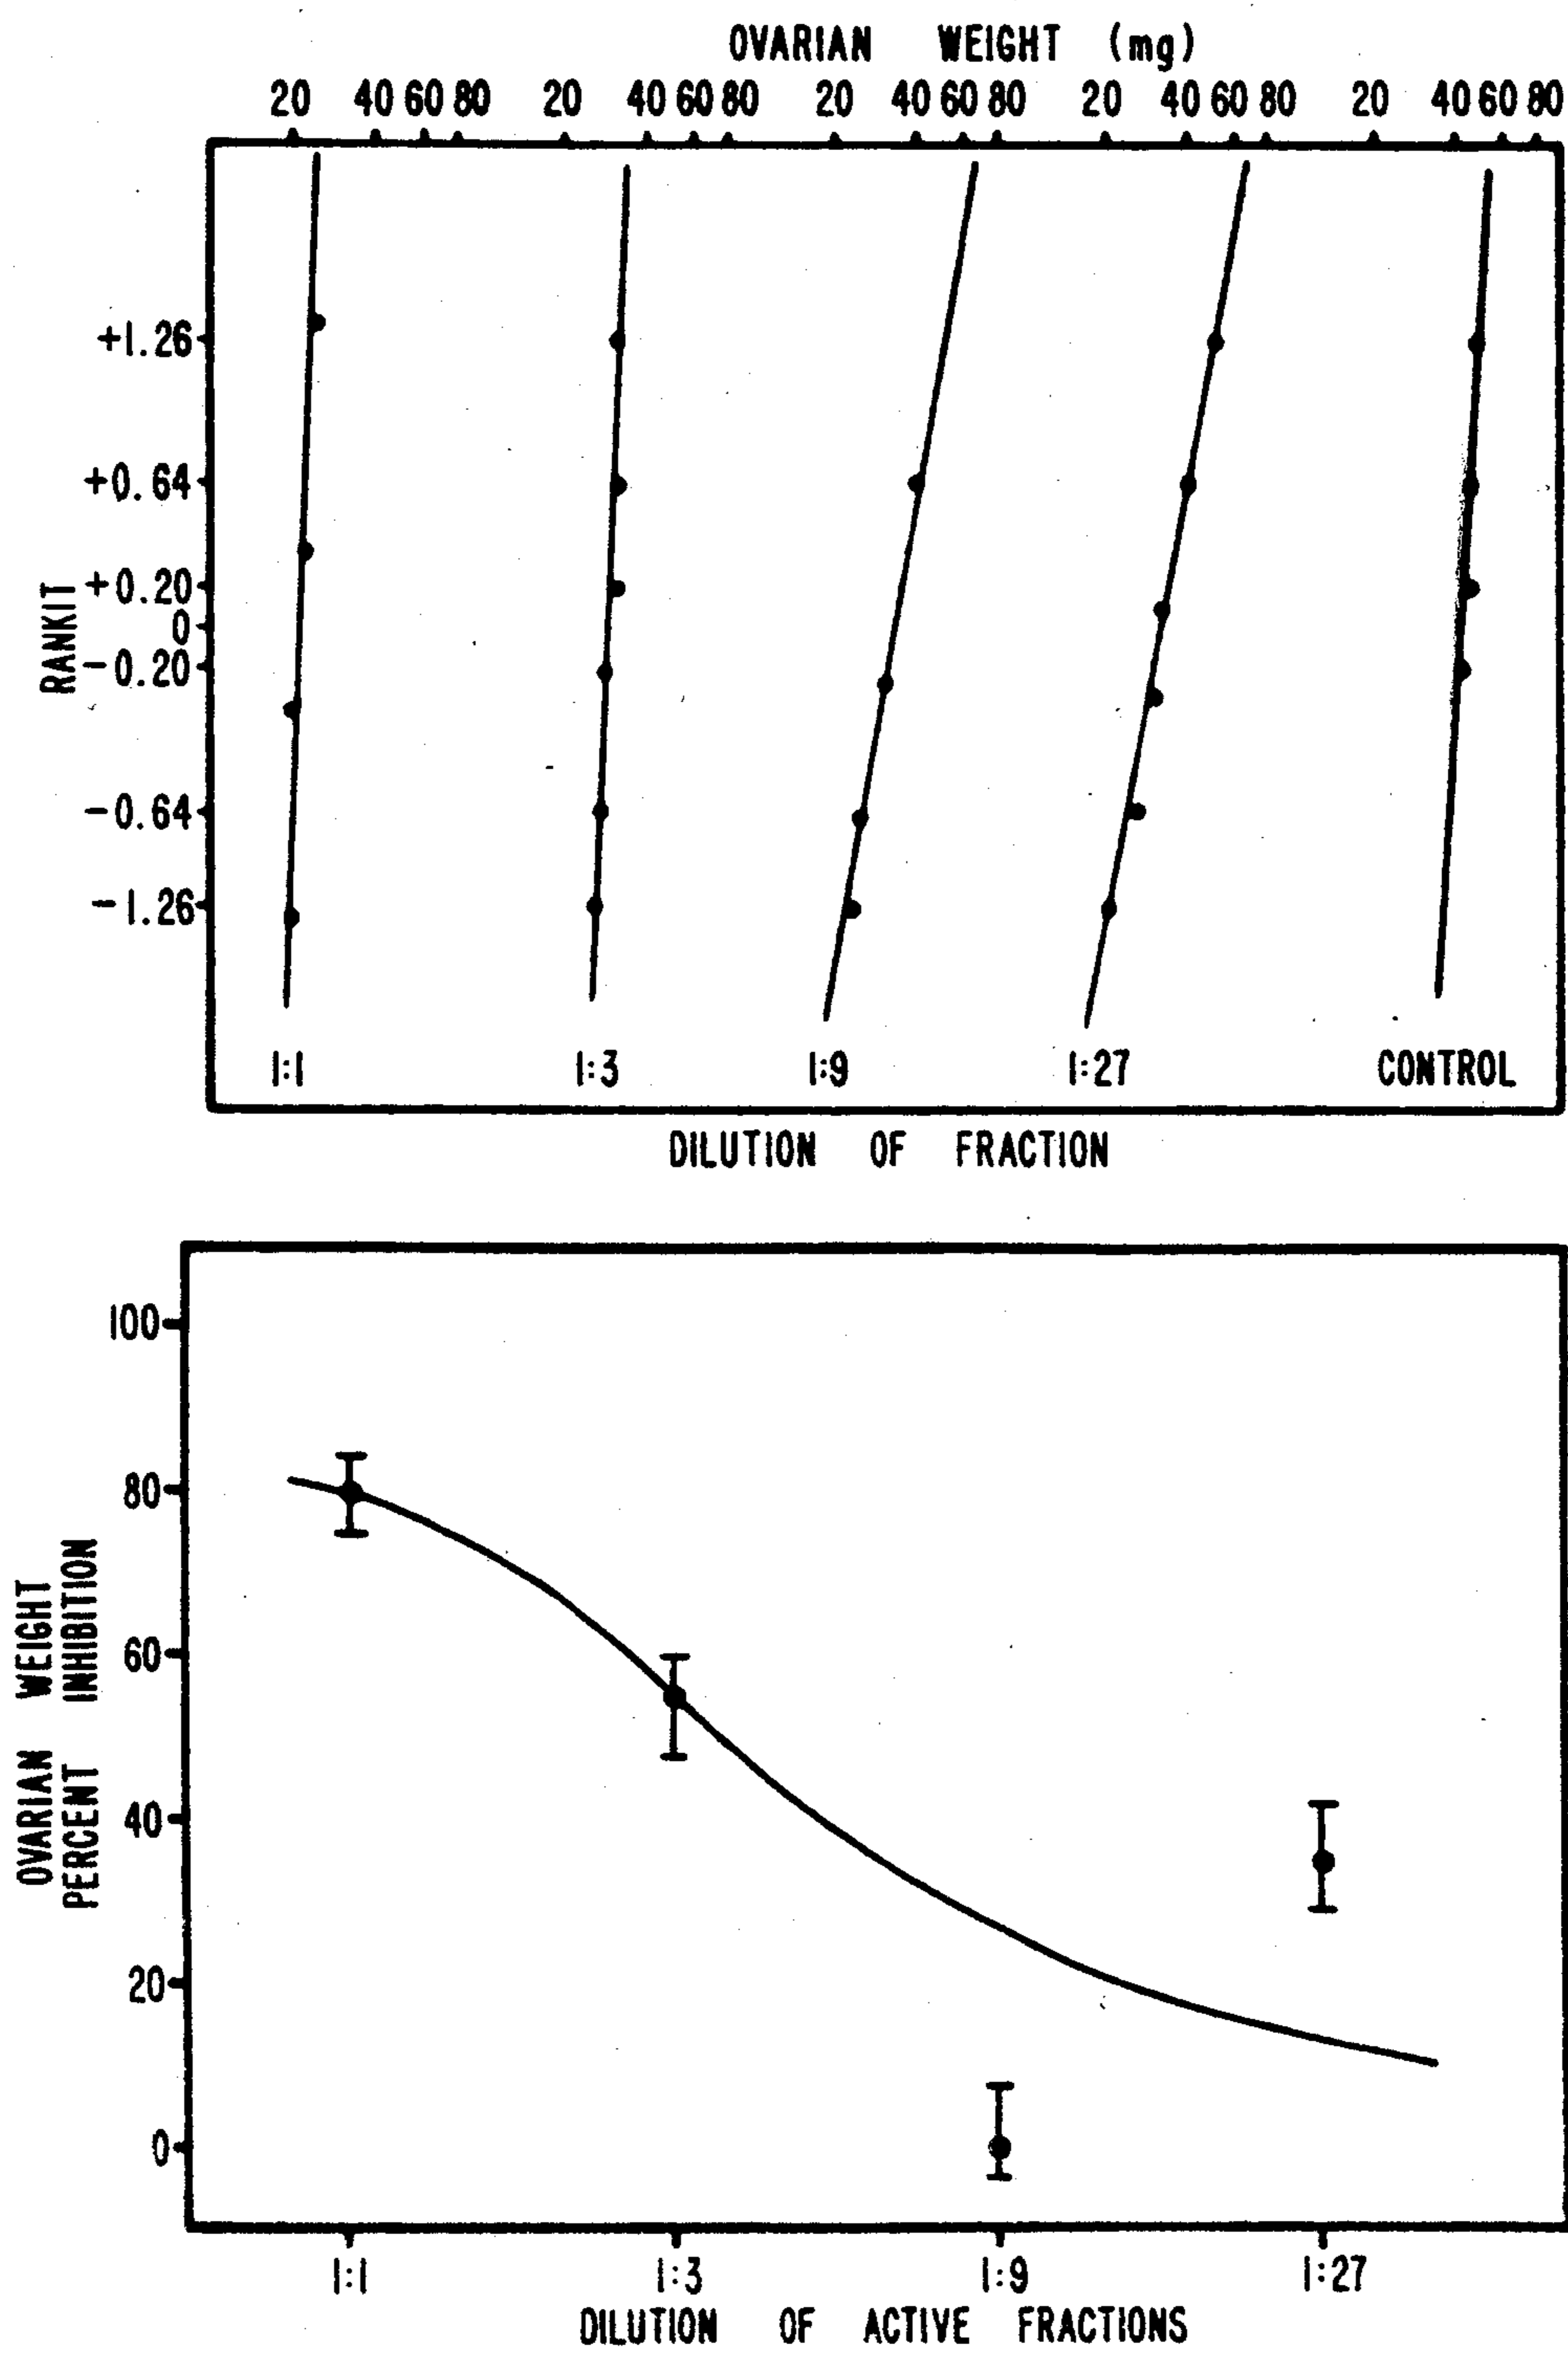 OVARIAN WEIGHT (mg)
20 40 60 80 20 40 60 80 20 40 60 80 20 40 60 80 20 40 60 80
RANKIT
+1.26
+0.64
+0.20
0
-0.20
-0.64
-1.26
1:1 1:3 1:9 1:27 CONTROL
DILUTION OF FRACTION
OVARIAN WEIGHT
PERCENT INHIBITION
100
80
60
40
20
0
1:1 1:3 1:9 1:27
DILUTION OF ACTIVE FRACTIONS